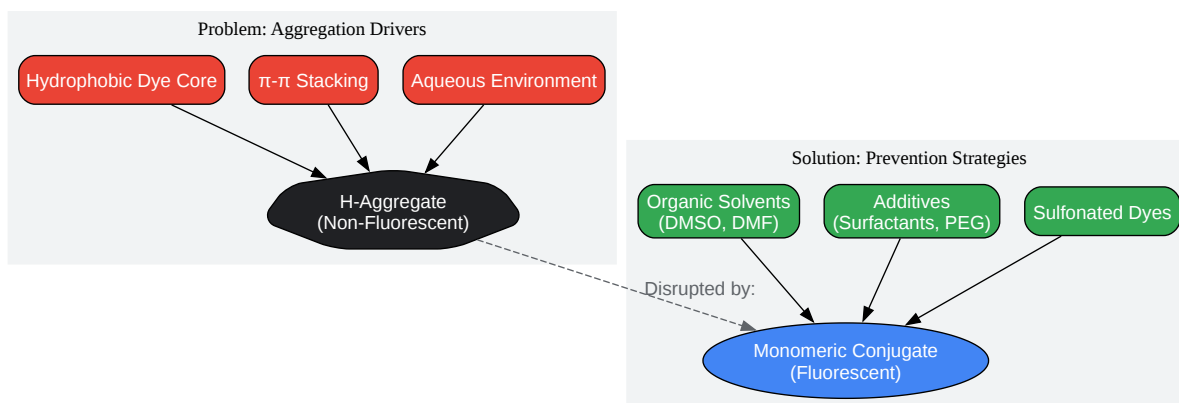 Problem: Aggregation Drivers
Hydrophobic Dye Core
π-π Stacking
Aqueous Environment
H-Aggregate
(Non-Fluorescent)
Solution: Prevention Strategies
Organic Solvents
(DMSO, DMF)
Additives
(Surfactants, PEG)
Sulfonated Dyes
Disrupted by:
Monomeric Conjugate
(Fluorescent)